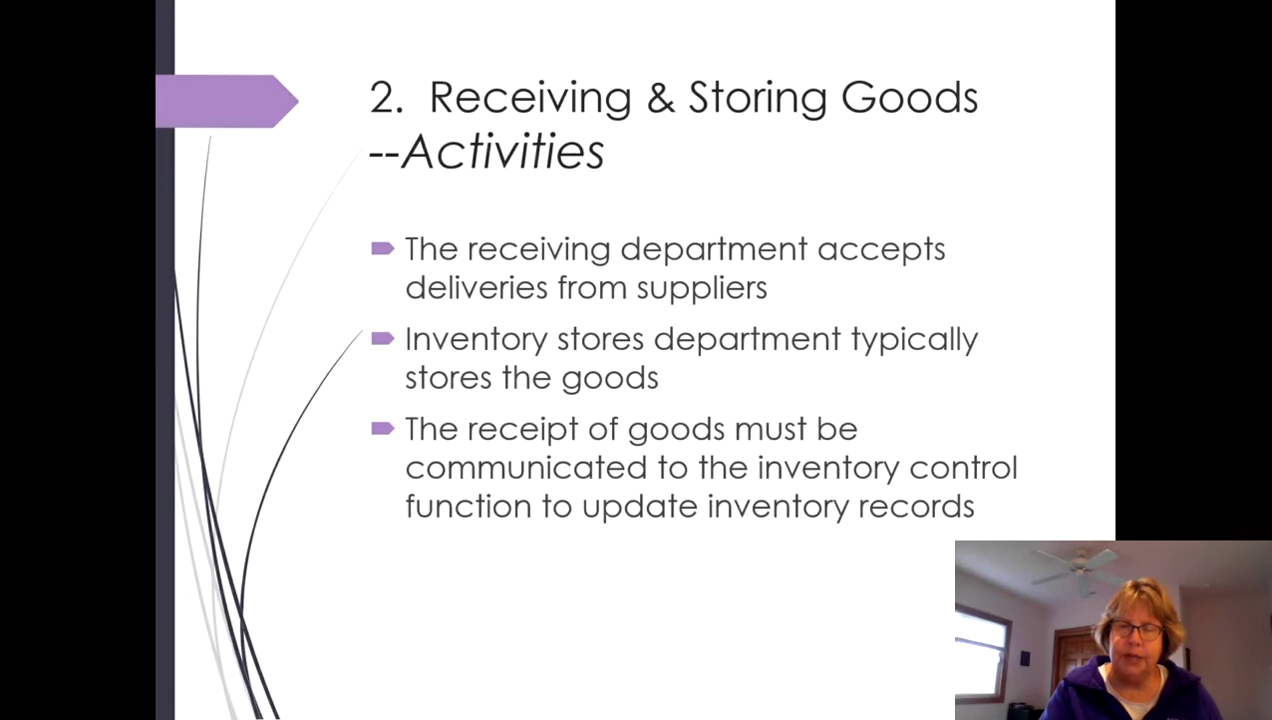 2. Receiving & Storing Goods
--Activities
The receiving department accepts
deliveries from suppliers
Inventory stores department typically
stores the goods
The receipt of goods must be
communicated to the inventory control
function to update inventory records